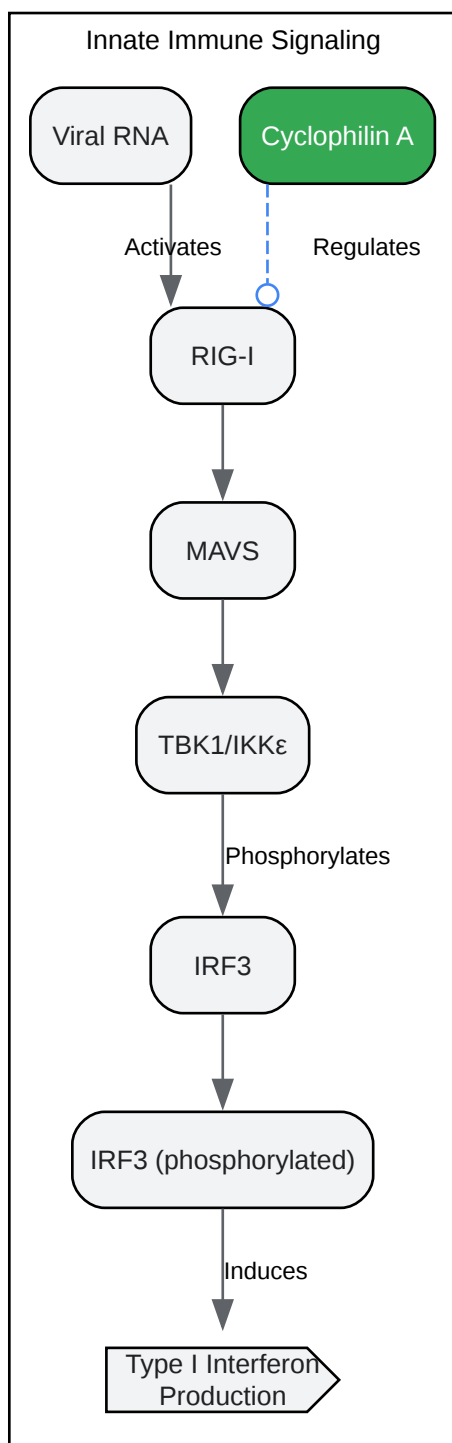 Innate Immune Signaling
Viral RNA
Cyclophilin A
Activates
Regulates
RIG-I
MAVS
TBK1/IKKε
Phosphorylates
IRF3
IRF3 (phosphorylated)
Induces
Type I Interferon
Production